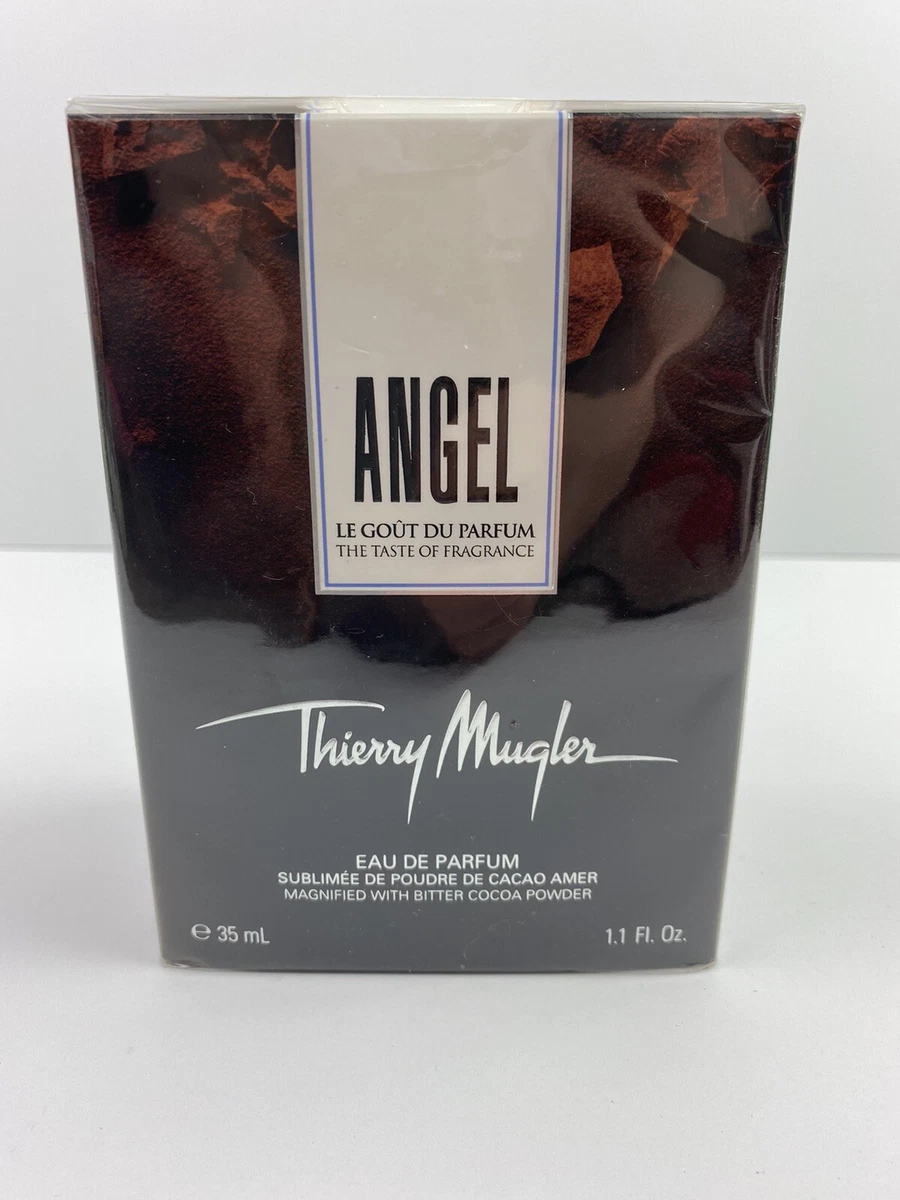 ANGEL
LE GOÛT DU PARFUM
THE TASTE OF FRAGRANCE
Thierry Mugler
EAU DE PARFUM
SUBLIMÉE DE POUDRE DE CACAO AMER
MAGNIFIED WITH BITTER COCOA POWDER
℮ 35 mL 1.1 Fl. Oz.